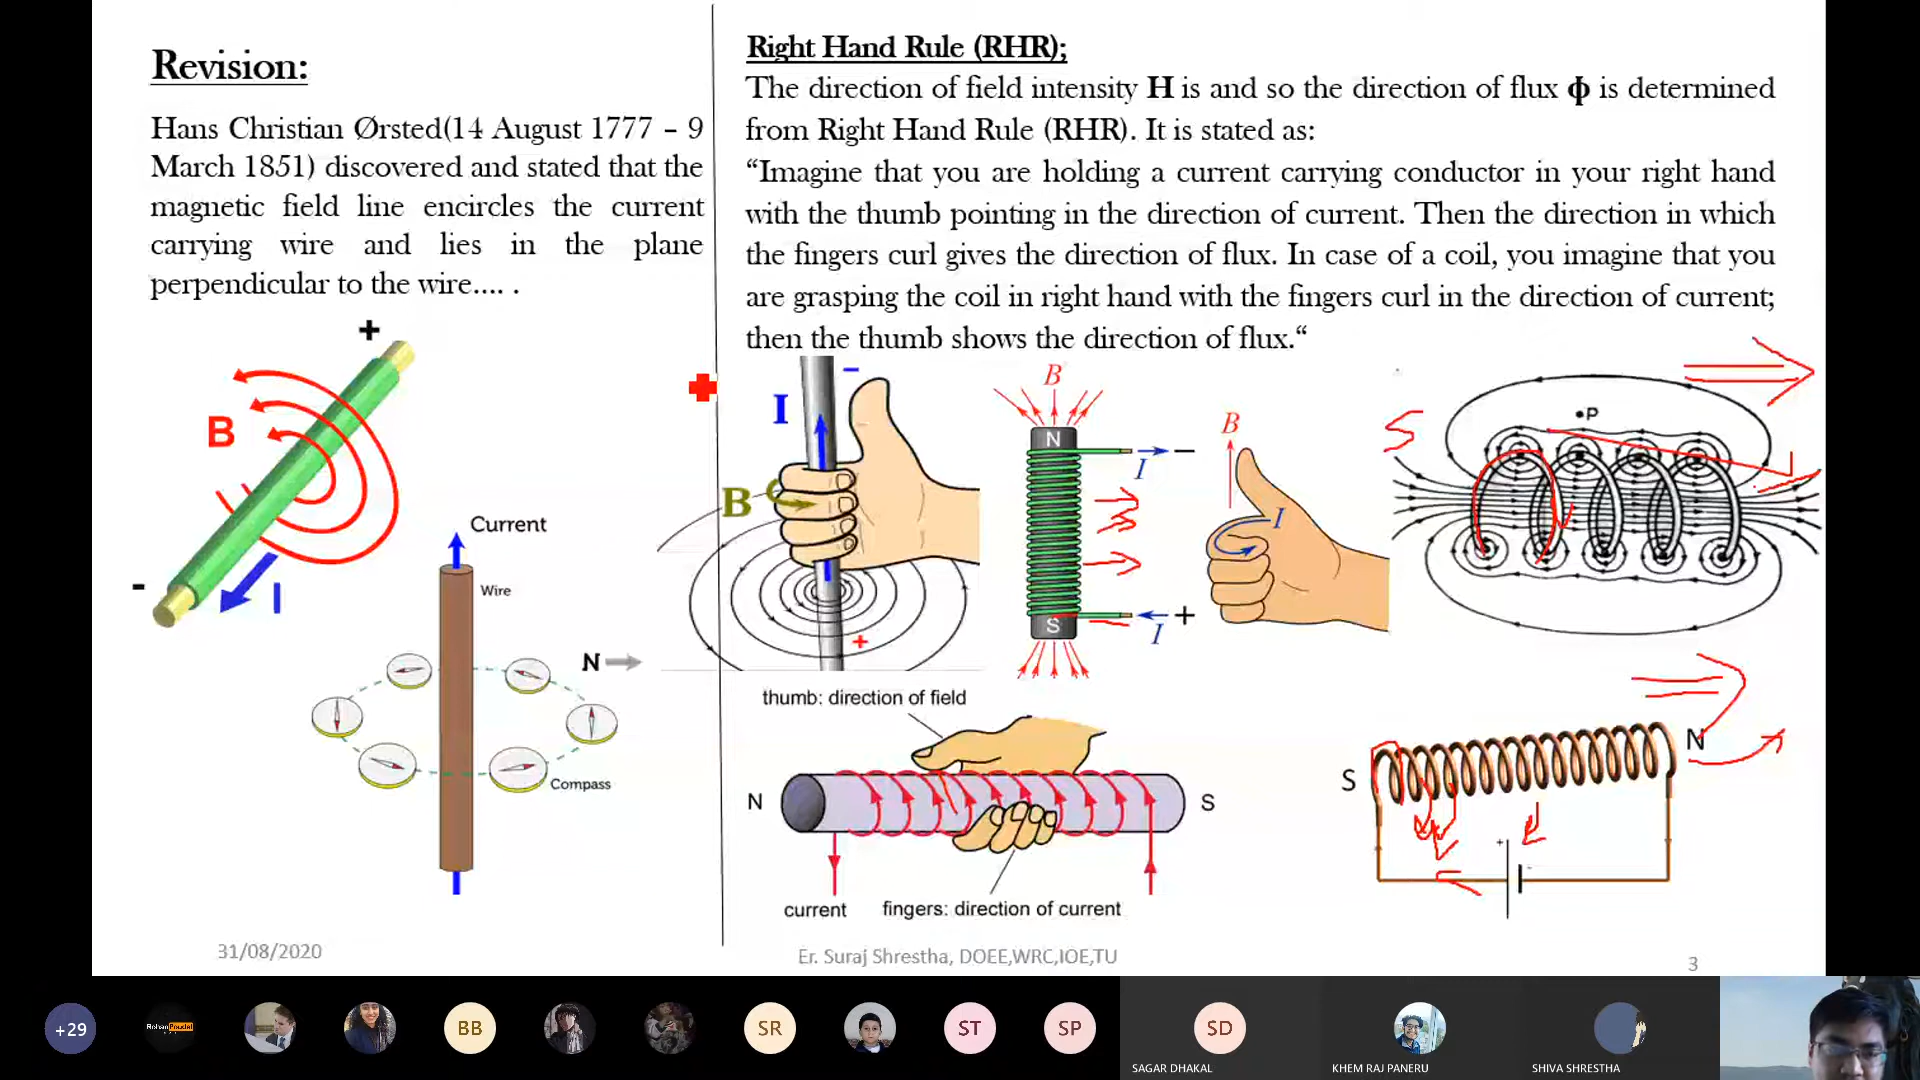 Revision:
Hans Christian Ørsted(14 August 1777 – 9
March 1851) discovered and stated that the
magnetic field line encircles the current
carrying wire and lies in the plane
perpendicular to the wire.... .
+
B
-
I
Current
Wire
N
Compass
31/08/2020
Right Hand Rule (RHR);
The direction of field intensity H is and so the direction of flux ϕ is determined
from Right Hand Rule (RHR). It is stated as:
“Imagine that you are holding a current carrying conductor in your right hand
with the thumb pointing in the direction of current. Then the direction in which
the fingers curl gives the direction of flux. In case of a coil, you imagine that you
are grasping the coil in right hand with the fingers curl in the direction of current;
then the thumb shows the direction of flux.“
I
-
B
+
B
N
I
−
S
I
+
B
I
S
•P
thumb: direction of field
N
S
current
fingers: direction of current
S
N
+
-
Er. Suraj Shrestha, DOEE,WRC,IOE,TU
3
+29
RohanPoudel
BB
SR
ST
SP
SD
SAGAR DHAKAL
KHEM RAJ PANERU
SHIVA SHRESTHA